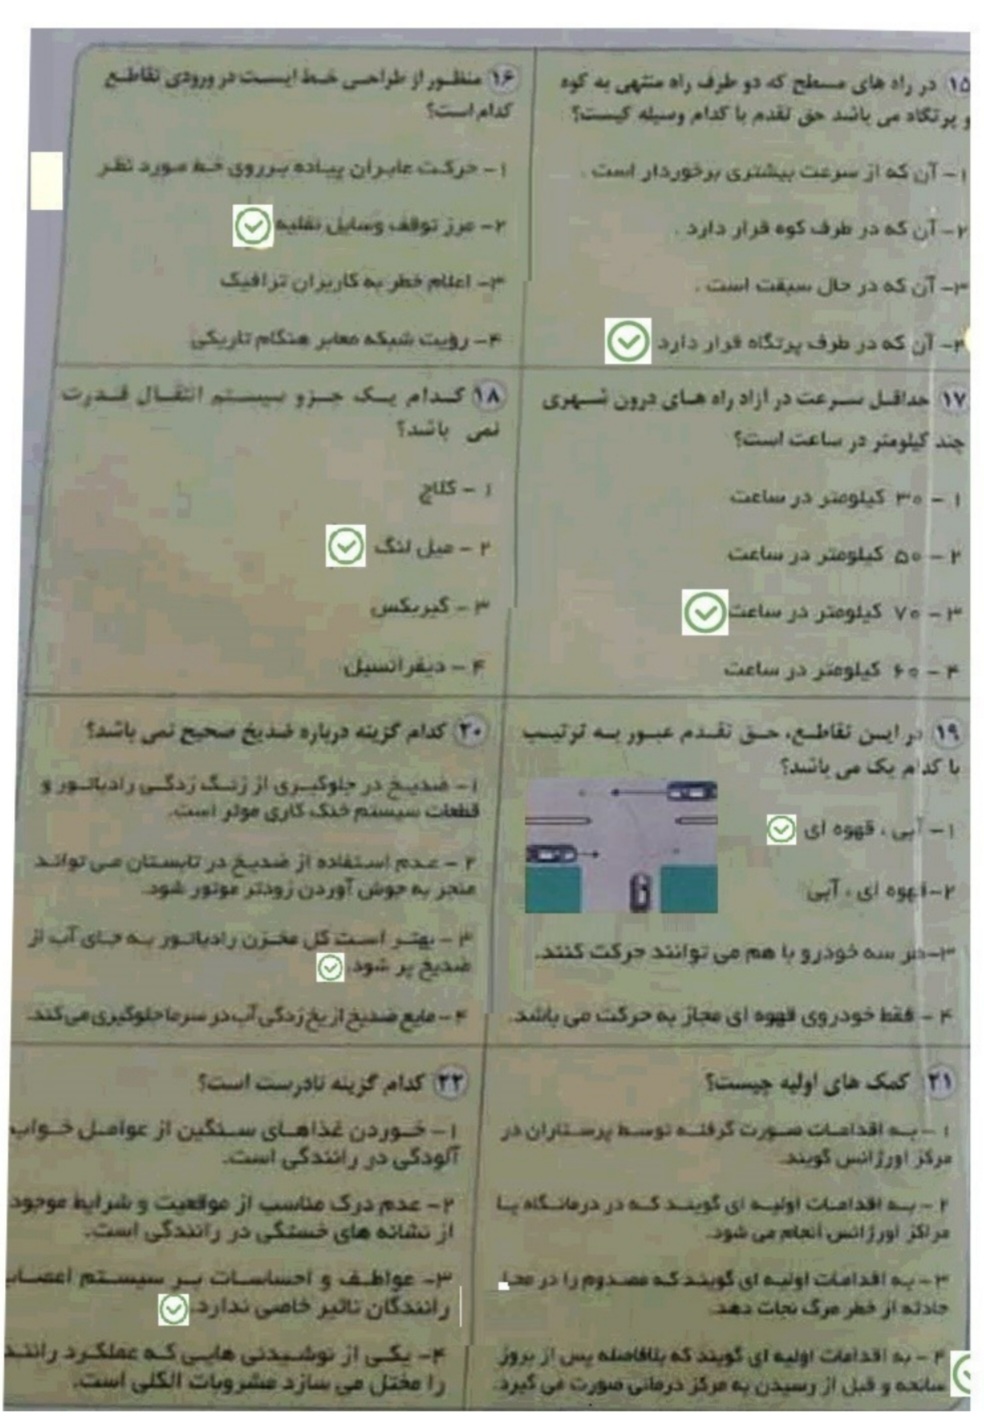 ۱۵ در راه های مسطح که دو طرف راه منتهی به کوه
و پرتگاه می باشد حق تقدم با کدام وسیله کیست؟
۱- آن که از سرعت بیشتری برخوردار است .
۲- آن که در طرف کوه قرار دارد .
۳- آن که در حال سبقت است .
۴- آن که در طرف پرتگاه قرار دارد
۱۶ منظور از طراحی خط ایست در ورودی تقاطع
کدام است؟
۱- حرکت عابران پیاده برروی خط مورد نظر
۲- مرز توقف وسایل نقلیه
۳- اعلام خطر به کاربران ترافیک
۴- رؤیت شبکه معابر هنگام تاریکی
۱۷ حداقل سرعت در آزاد راه های درون شهری
چند کیلومتر در ساعت است؟
۱ - ۳۰ کیلومتر در ساعت
۲ - ۵۰ کیلومتر در ساعت
۳ - ۷۰ کیلومتر در ساعت
۴ - ۶۰ کیلومتر در ساعت
۱۸ کدام یک جزو سیستم انتقال قدرت
نمی باشد؟
۱ - کلاچ
۲ - میل لنگ
۳ - گیربکس
۴ - دیفرانسیل
۱۹ در این تقاطع، حق تقدم عبور به ترتیب
با کدام یک می باشد؟
۱- آبی ، قهوه ای
۲- قهوه ای ، آبی
۳- هر سه خودرو با هم می توانند حرکت کنند.
۴ - فقط خودروی قهوه ای مجاز به حرکت می باشد.
۲۰ کدام گزینه درباره ضدیخ صحیح نمی باشد؟
۱- ضدیخ در جلوگیری از زنگ زدگی رادیاتور و
قطعات سیستم خنک کاری موثر است.
۲ - عدم استفاده از ضدیخ در تابستان می تواند
منجر به جوش آوردن زودتر موتور شود.
۳ - بهتر است کل مخزن رادیاتور به جای آب از
ضدیخ پر شود.
۴- مایع ضدیخ از یخ زدگی آب در سرما جلوگیری می کند.
۲۱ کمک های اولیه چیست؟
۱ - به اقدامات صورت گرفته توسط پرستاران در
مرکز اورژانس گویند.
۲ - به اقدامات اولیه ای گویند که در درمانگاه یا
مراکز اورژانس انجام می شود.
۳- به اقدامات اولیه ای گویند که مصدوم را در محل
حادثه از خطر مرگ نجات دهد.
۴ - به اقدامات اولیه ای گویند که بلافاصله پس از بروز
سانحه و قبل از رسیدن به مرکز درمانی صورت می گیرد.
۲۲ کدام گزینه نادرست است؟
۱- خوردن غذاهای سنگین از عوامل خواب
آلودگی در رانندگی است.
۲- عدم درک مناسب از موقعیت و شرایط موجود
از نشانه های خستگی در رانندگی است.
۳- عواطف و احساسات بر سیستم اعصاب
رانندگان تاثیر خاصی ندارد.
۴- یکی از نوشیدنی هایی که عملکرد رانند
را مختل می سازد مشروبات الکلی است.